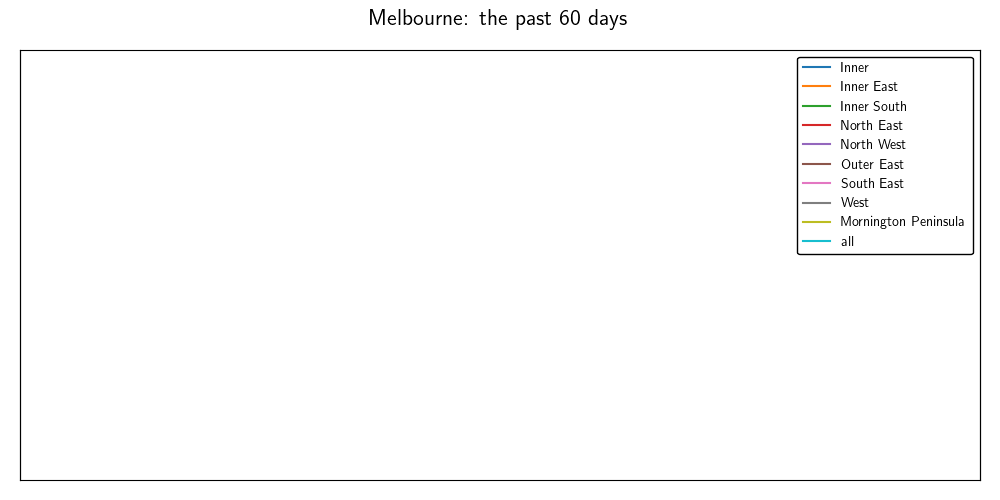 Melbourne: the past 60 days
Inner
Inner East
Inner South
North East
North West
Outer East
South East
West
Mornington Peninsula
all